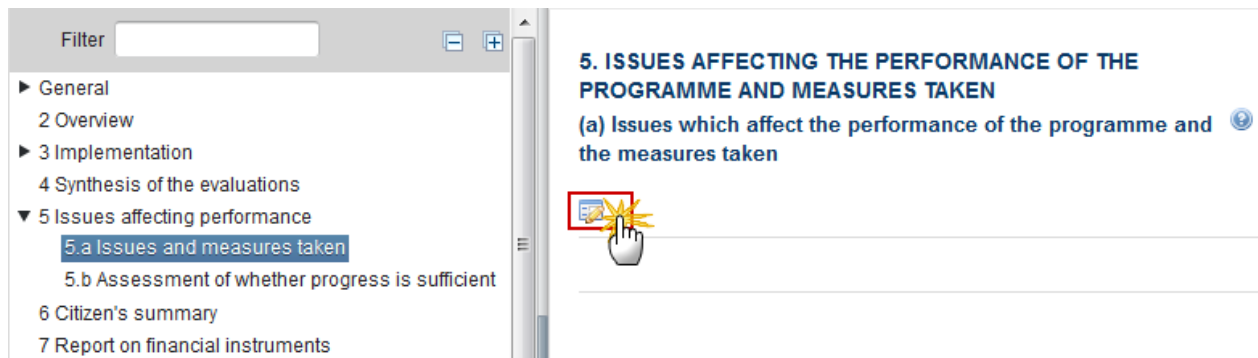 Filter
General
2 Overview
3 Implementation
4 Synthesis of the evaluations
5 Issues affecting performance
5.a Issues and measures taken
5.b Assessment of whether progress is sufficient
6 Citizen's summary
7 Report on financial instruments
5. ISSUES AFFECTING THE PERFORMANCE OF THE
PROGRAMME AND MEASURES TAKEN
(a) Issues which affect the performance of the programme and
the measures taken